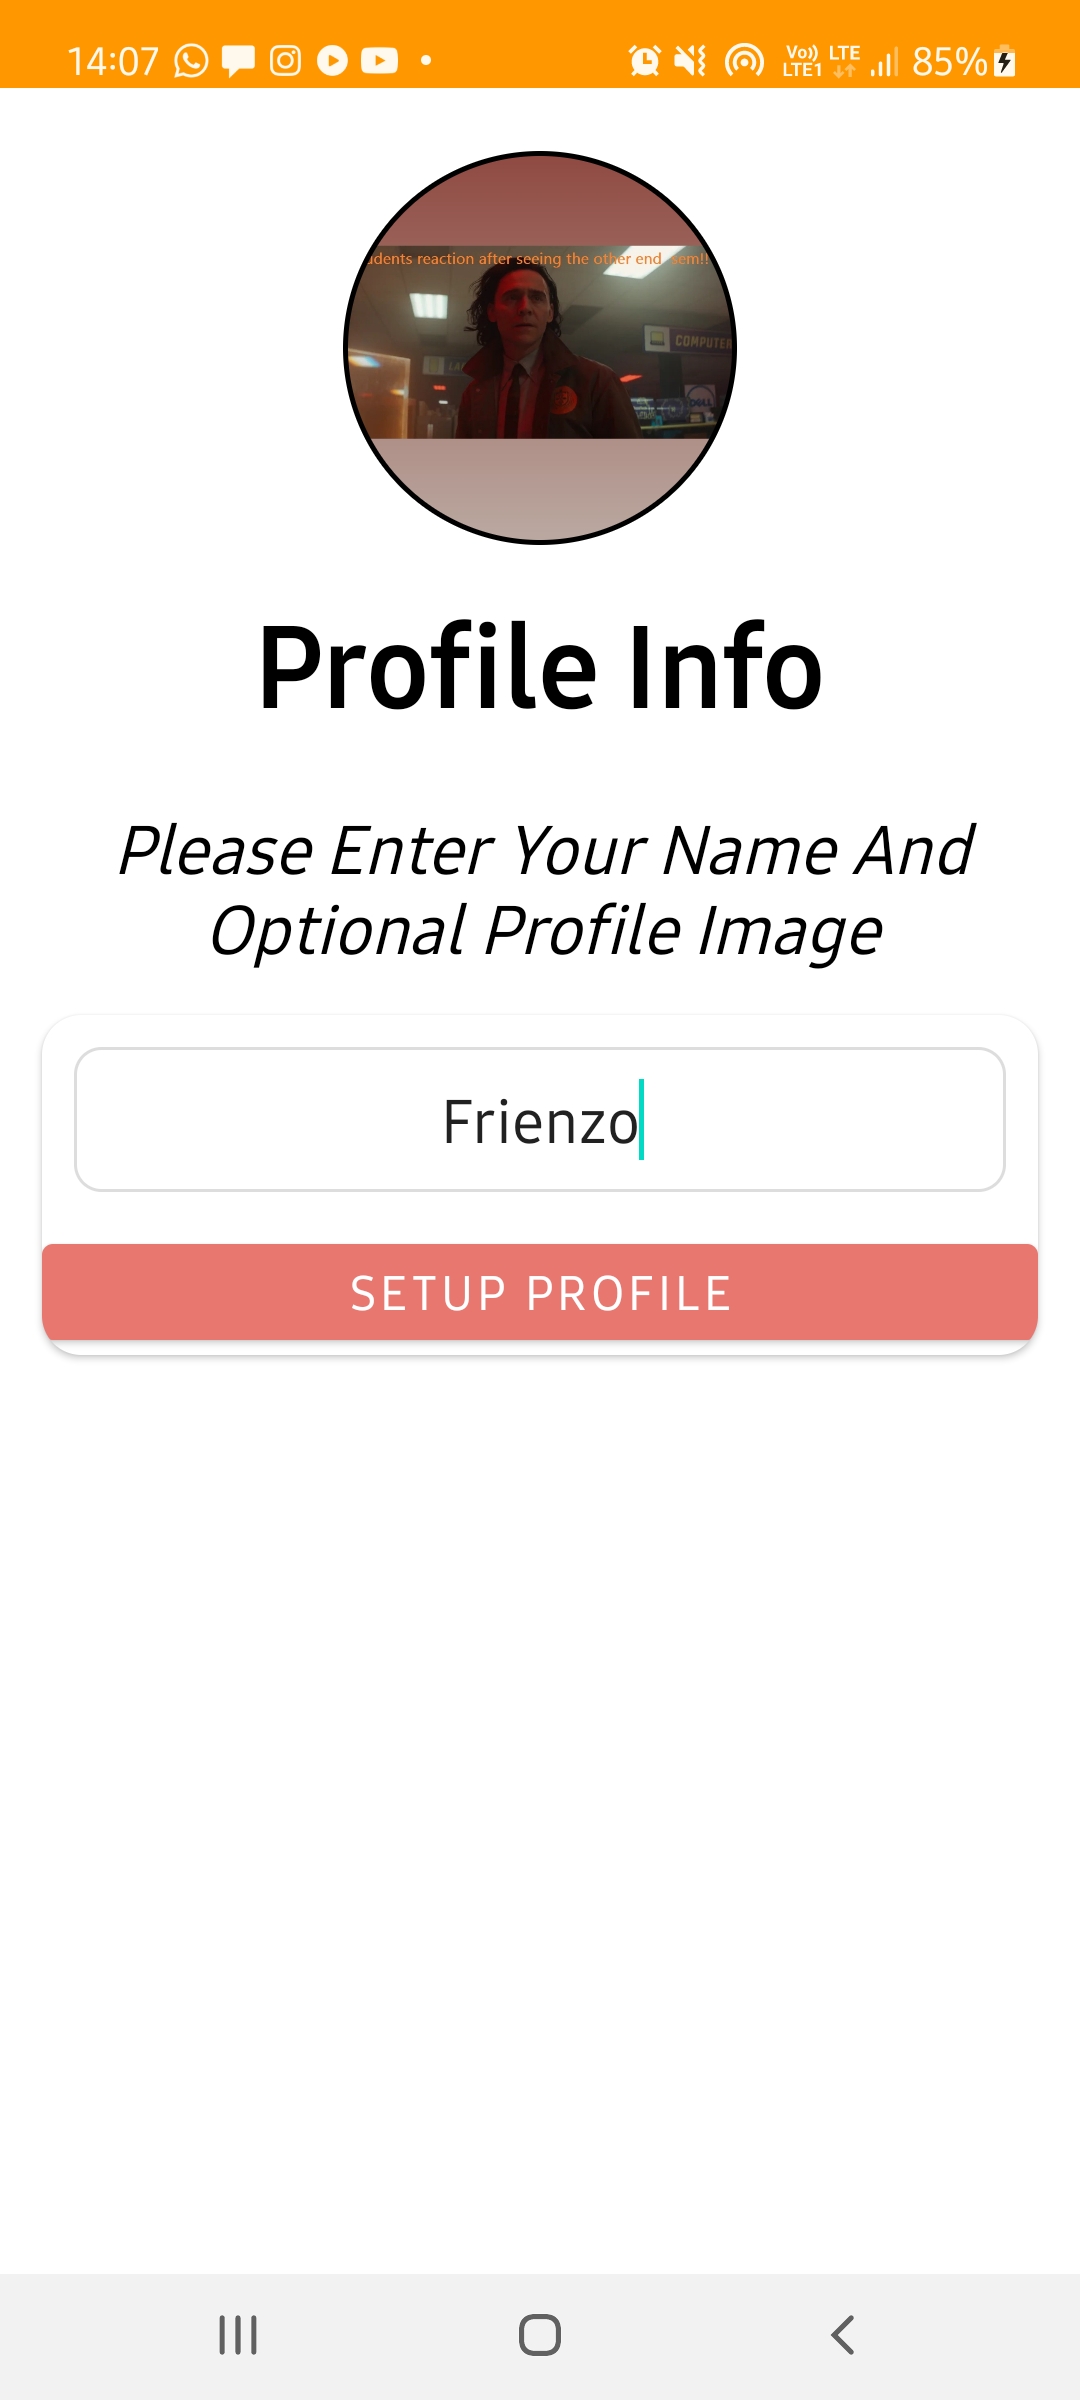 14:07 Vo)) LTE1 LTE 85%
reaction after seeing the other end sem!!
COMPUTER
DELL
Profile Info
Please Enter Your Name And
Optional Profile Image
Frienzo
SETUP PROFILE